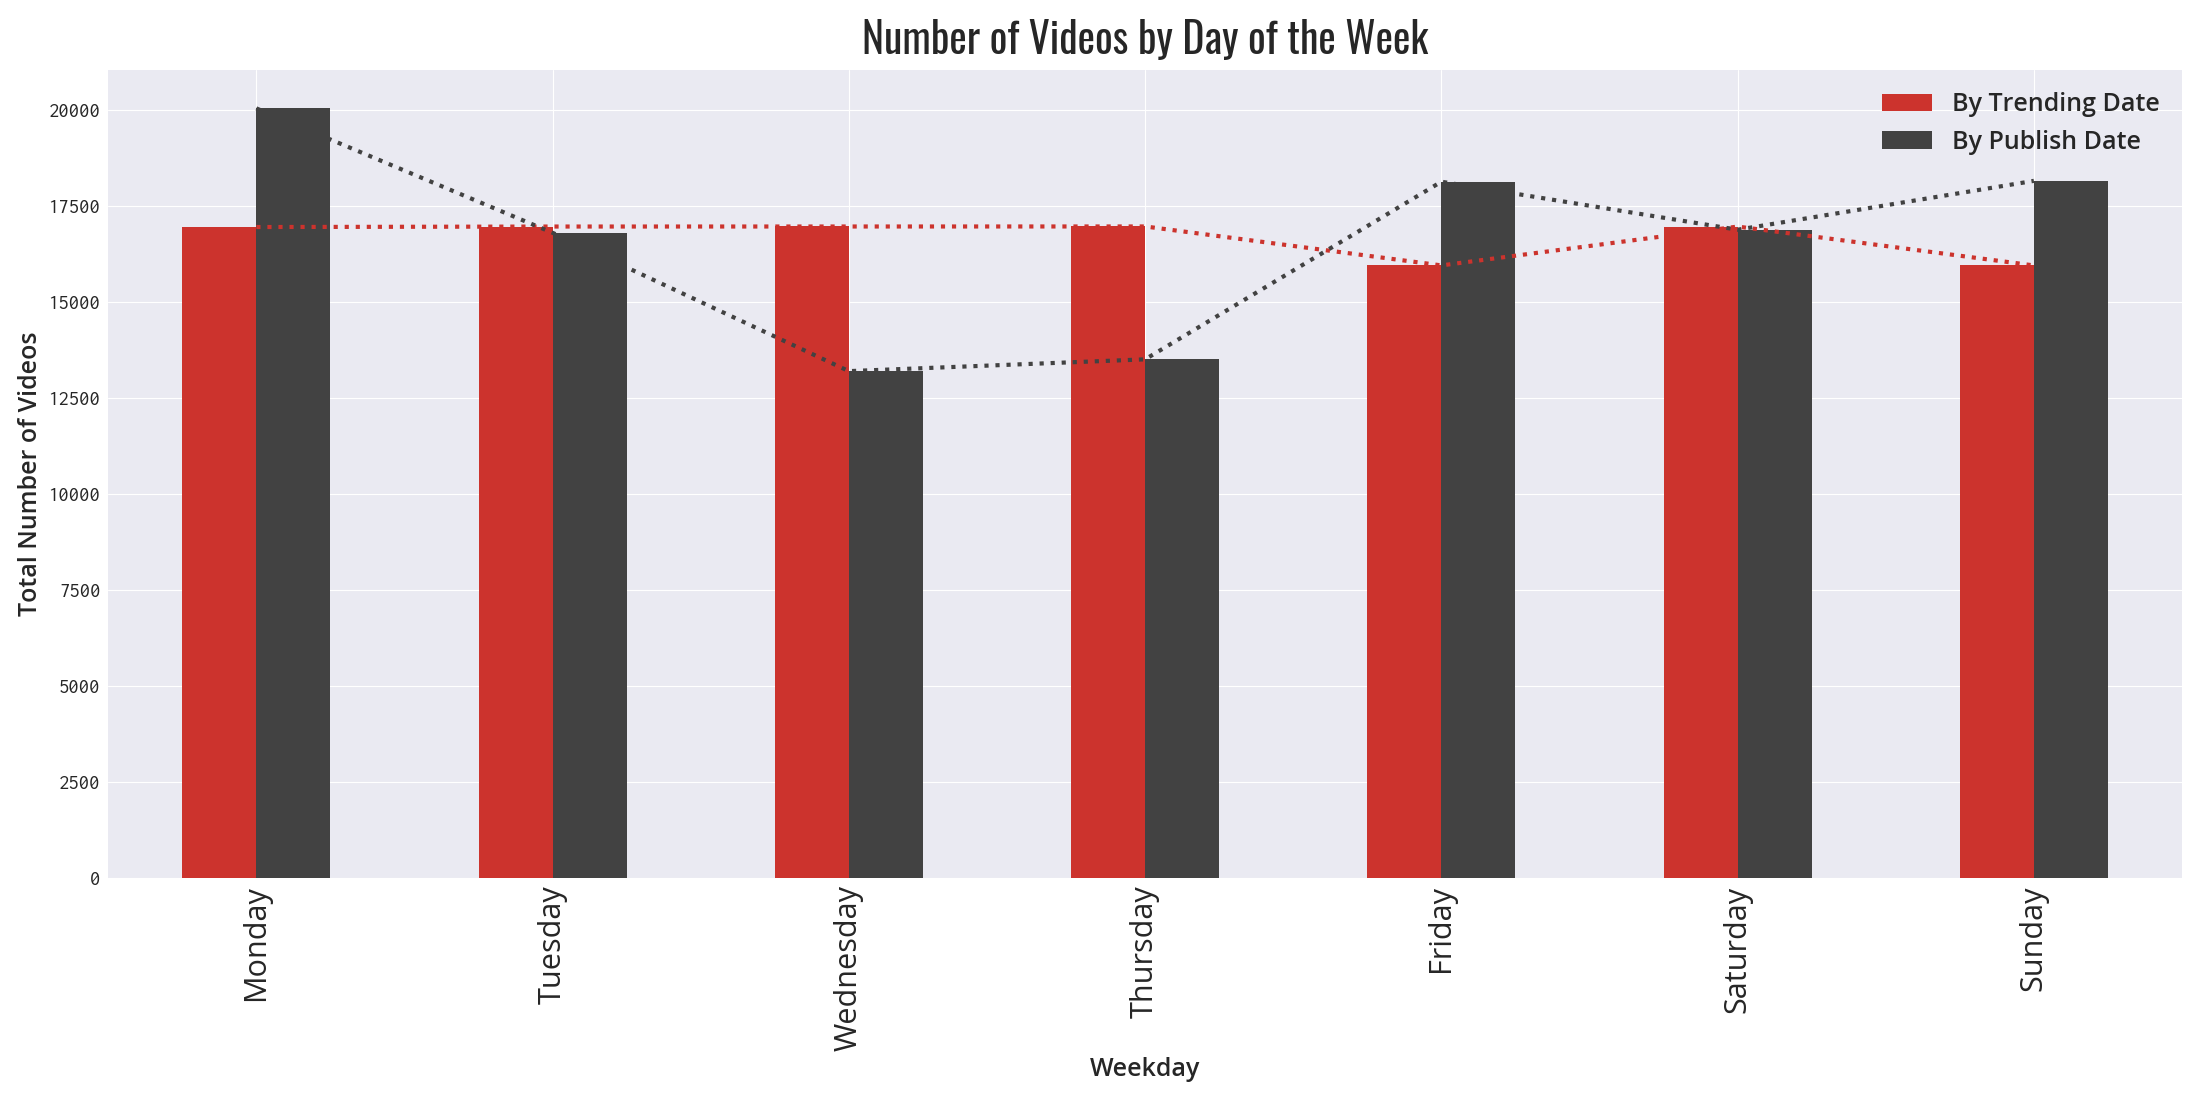 Number of Videos by Day of the Week
By Trending Date
By Publish Date
Total Number of Videos
20000
17500
15000
12500
10000
7500
5000
2500
0
Monday
Tuesday
Wednesday
Thursday
Friday
Saturday
Sunday
Weekday